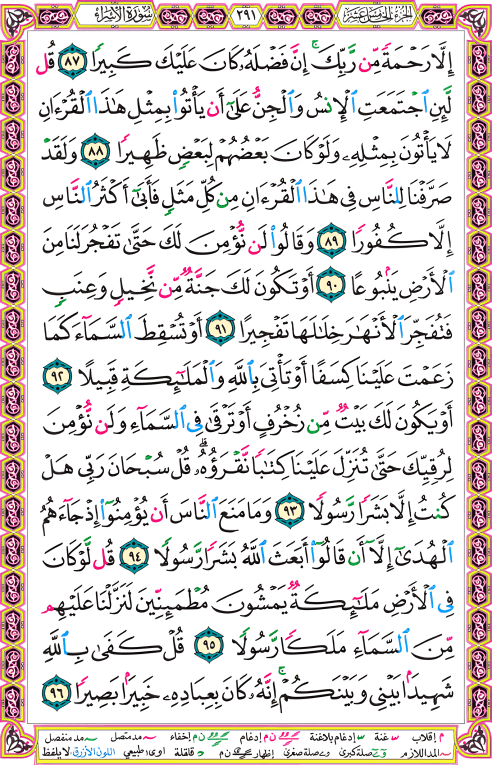 الجزء الخامس عشر ٢٩١ سورة الإسراء
إِلَّا رَحْمَةً مِّن رَّبِّكَ ۚ إِنَّ فَضْلَهُۥ كَانَ عَلَيْكَ كَبِيرًا ٨٧ قُل
لَّئِنِ ٱجْتَمَعَتِ ٱلْإِنسُ وَٱلْجِنُّ عَلَىٰٓ أَن يَأْتُوا۟ بِمِثْلِ هَٰذَا ٱلْقُرْءَانِ
لَا يَأْتُونَ بِمِثْلِهِۦ وَلَوْ كَانَ بَعْضُهُمْ لِبَعْضٍ ظَهِيرًا ٨٨ وَلَقَدْ
صَرَّفْنَا لِلنَّاسِ فِى هَٰذَا ٱلْقُرْءَانِ مِن كُلِّ مَثَلٍ فَأَبَىٰٓ أَكْثَرُ ٱلنَّاسِ
إِلَّا كُفُورًا ٨٩ وَقَالُوا۟ لَن نُّؤْمِنَ لَكَ حَتَّىٰ تَفْجُرَ لَنَا مِنَ
ٱلْأَرْضِ يَنۢبُوعًا ٩٠ أَوْ تَكُونَ لَكَ جَنَّةٌ مِّن نَّخِيلٍ وَعِنَبٍ
فَتُفَجِّرَ ٱلْأَنْهَٰرَ خِلَٰلَهَا تَفْجِيرًا ٩١ أَوْ تُسْقِطَ ٱلسَّمَآءَ كَمَا
زَعَمْتَ عَلَيْنَا كِسَفًا أَوْ تَأْتِىَ بِٱللَّهِ وَٱلْمَلَٰٓئِكَةِ قَبِيلًا ٩٢
أَوْ يَكُونَ لَكَ بَيْتٌ مِّن زُخْرُفٍ أَوْ تَرْقَىٰ فِى ٱلسَّمَآءِ وَلَن نُّؤْمِنَ
لِرُقِيِّكَ حَتَّىٰ تُنَزِّلَ عَلَيْنَا كِتَٰبًا نَّقْرَؤُهُۥ ۗ قُلْ سُبْحَانَ رَبِّى هَلْ
كُنتُ إِلَّا بَشَرًا رَّسُولًا ٩٣ وَمَا مَنَعَ ٱلنَّاسَ أَن يُؤْمِنُوٓا۟ إِذْ جَآءَهُمُ
ٱلْهُدَىٰٓ إِلَّآ أَن قَالُوٓا۟ أَبَعَثَ ٱللَّهُ بَشَرًا رَّسُولًا ٩٤ قُل لَّوْ كَانَ
فِى ٱلْأَرْضِ مَلَٰٓئِكَةٌ يَمْشُونَ مُطْمَئِنِّينَ لَنَزَّلْنَا عَلَيْهِم
مِّنَ ٱلسَّمَآءِ مَلَكًا رَّسُولًا ٩٥ قُلْ كَفَىٰ بِٱللَّهِ
شَهِيدًۢا بَيْنِى وَبَيْنَكُمْ ۚ إِنَّهُۥ كَانَ بِعِبَادِهِۦ خَبِيرًۢا بَصِيرًا ٩٦
م إقلاب س غنة س إدغام بلاغنة ن م إدغام ن م إخفاء مد متصل مد منفصل
المد اللازم صلة كبرى صلة صغرى إظهار ن م قلقلة اوى طبيعي اللون الأزرق لا يلفظ